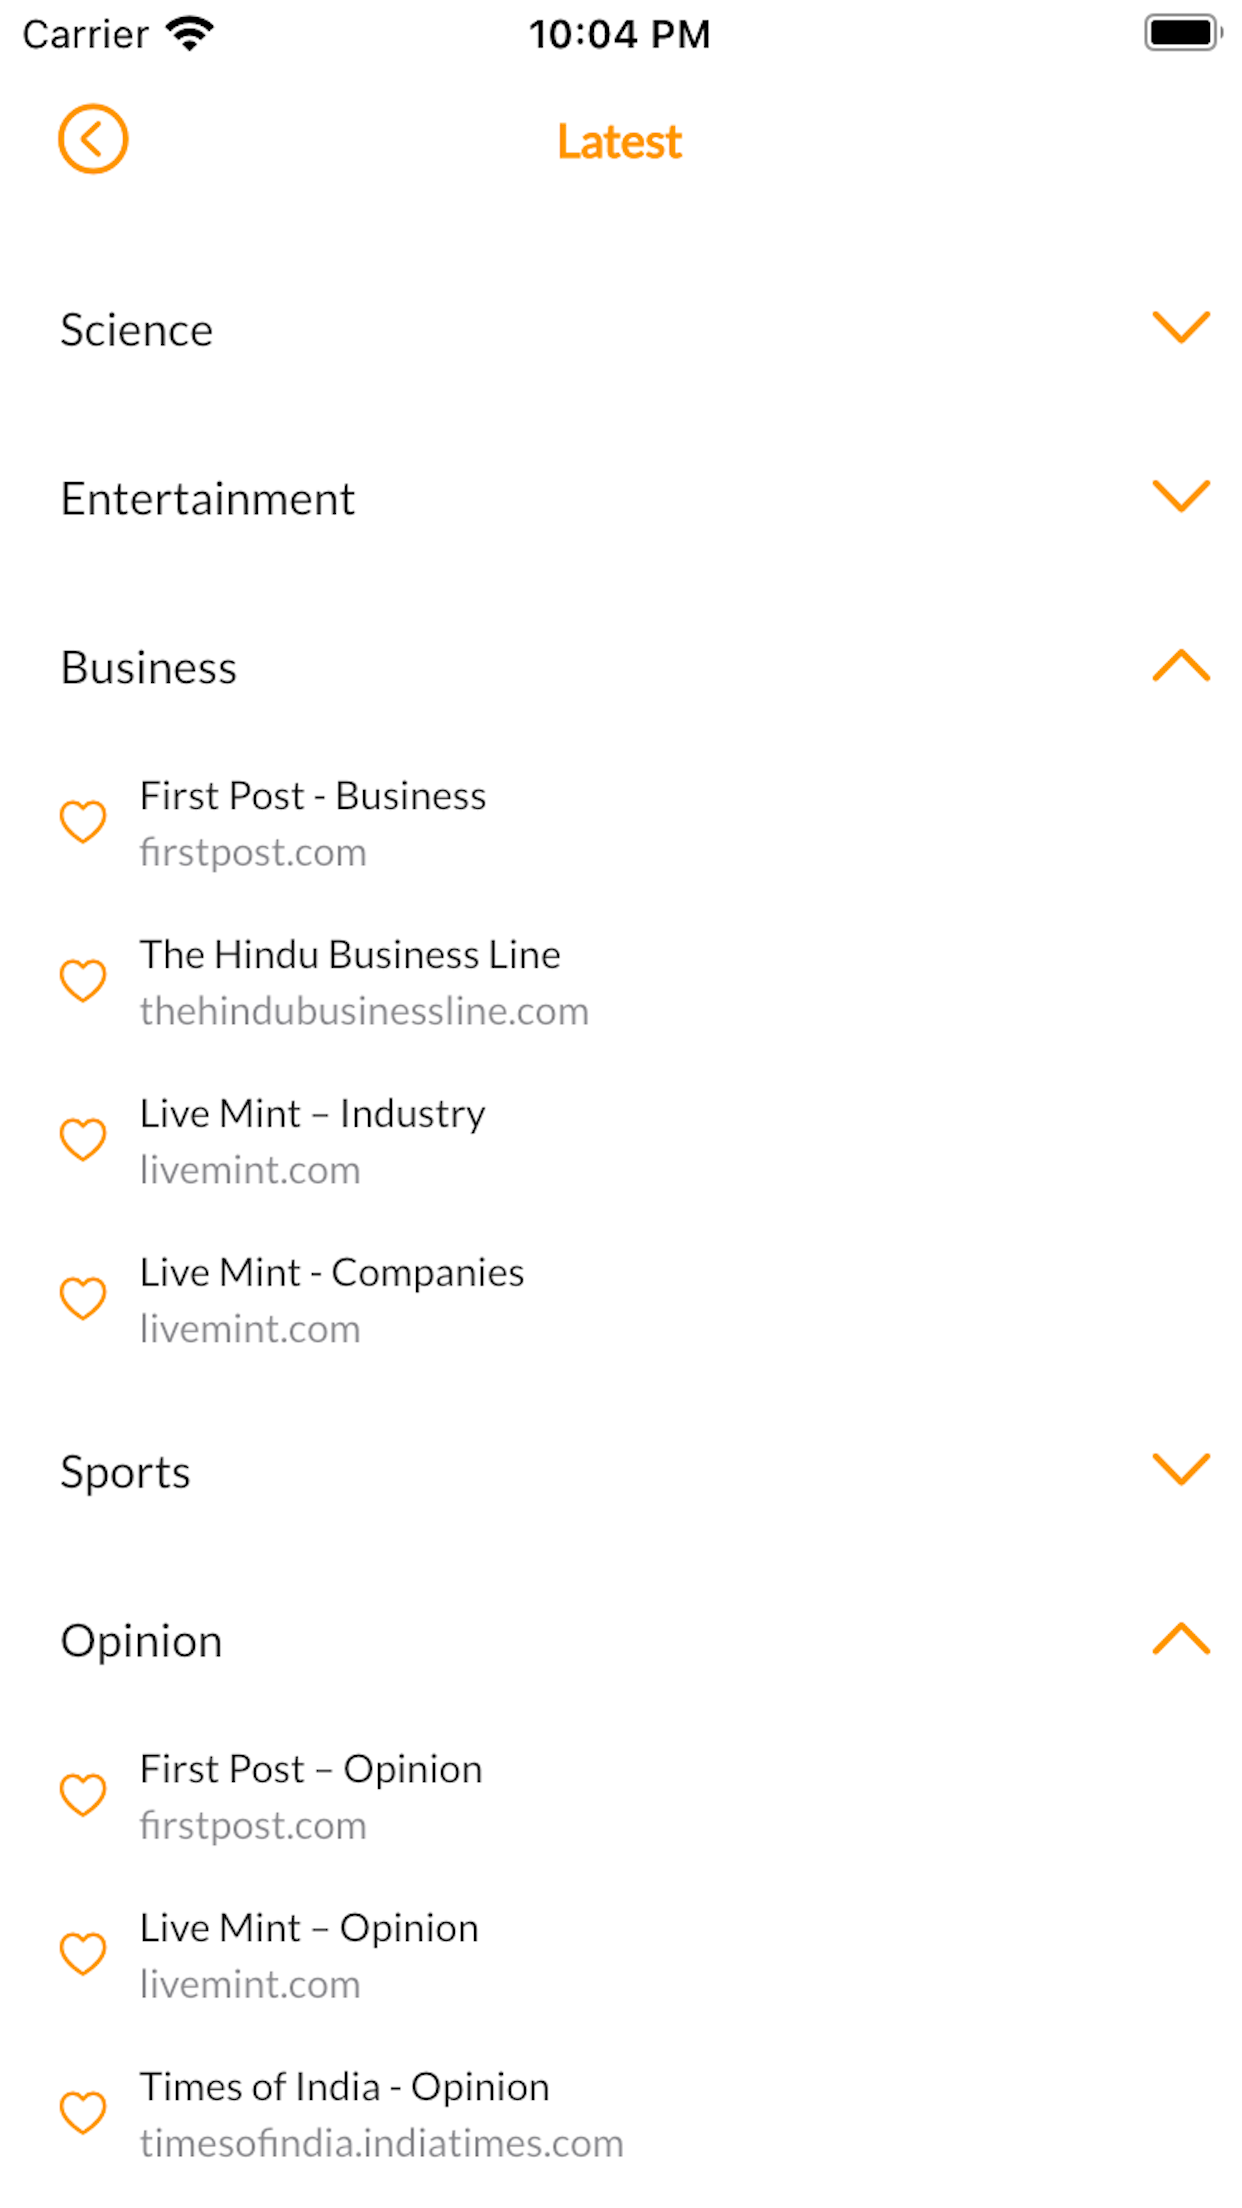 Carrier 10:04 PM
Latest
Science
Entertainment
Business
First Post - Business
firstpost.com
The Hindu Business Line
thehindubusinessline.com
Live Mint – Industry
livemint.com
Live Mint - Companies
livemint.com
Sports
Opinion
First Post – Opinion
firstpost.com
Live Mint – Opinion
livemint.com
Times of India - Opinion
timesofindia.indiatimes.com